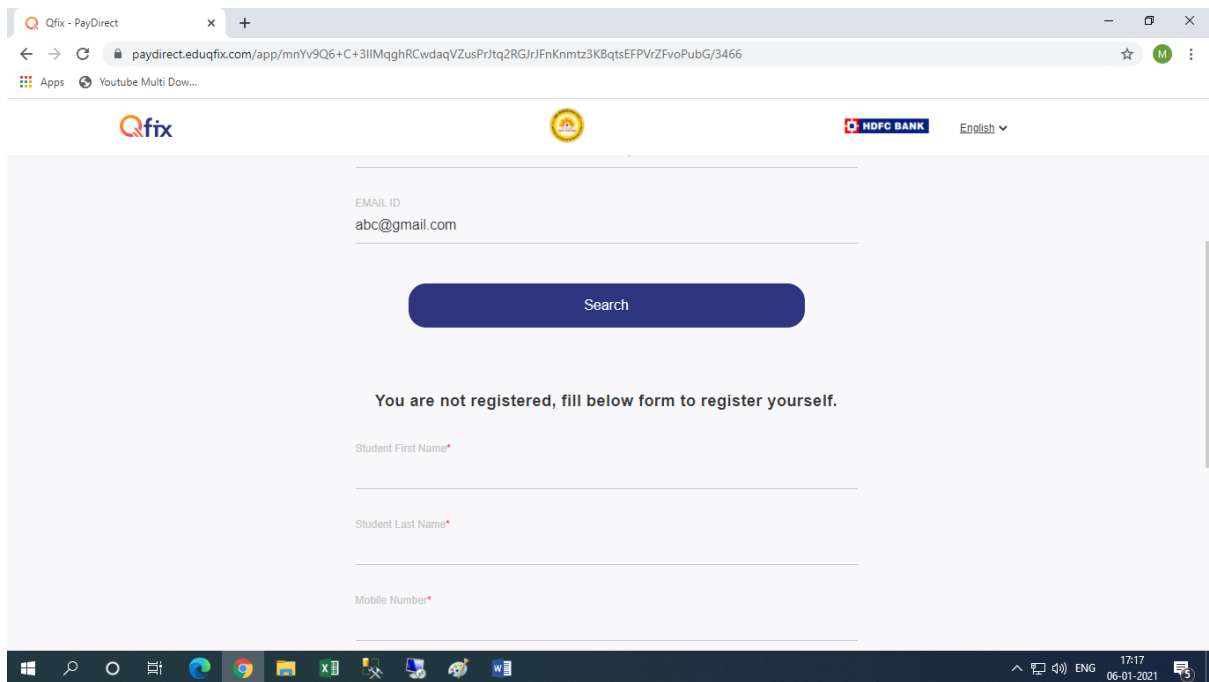 Qfix - PayDirect
paydirect.eduqfix.com/app/mnYv9Q6+C+3IIMqghRCwdaqVZusPrJtq2RGJrJFnKnmtz3KBqtsEFPVrZFvoPubG/3466
M
Apps Youtube Multi Dow...
Qfix
HDFC BANK
English
EMAIL ID
abc@gmail.com
Search
You are not registered, fill below form to register yourself.
Student First Name*
Student Last Name*
Mobile Number*
ENG
17:17
06-01-2021
5